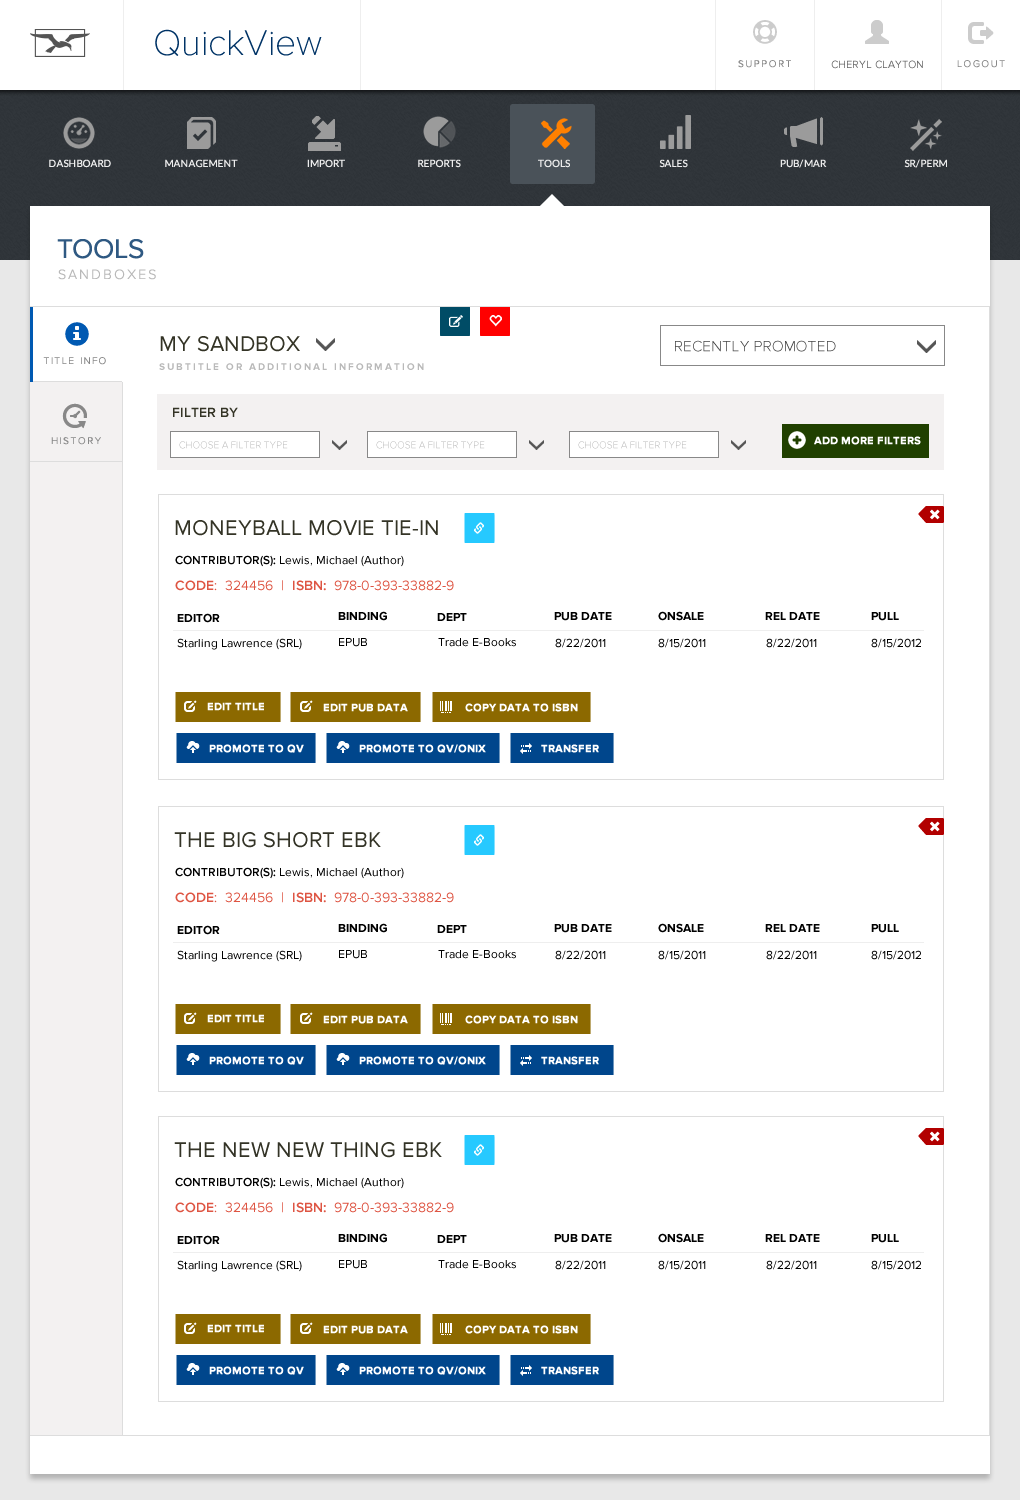 QuickView
SUPPORT
CHERYL CLAYTON
LOGOUT
DASHBOARD
MANAGEMENT
IMPORT
REPORTS
TOOLS
SALES
PUB/MAR
SR/PERM
TOOLS
SANDBOXES
TITLE INFO
HISTORY
MY SANDBOX
SUBTITLE OR ADDITIONAL INFORMATION
RECENTLY PROMOTED
FILTER BY
CHOOSE A FILTER TYPE
CHOOSE A FILTER TYPE
CHOOSE A FILTER TYPE
ADD MORE FILTERS
MONEYBALL MOVIE TIE-IN
CONTRIBUTOR(S): Lewis, Michael (Author)
CODE: 324456 | ISBN: 978-0-393-33882-9
EDITOR BINDING DEPT PUB DATE ONSALE REL DATE PULL
Starling Lawrence (SRL) EPUB Trade E-Books 8/22/2011 8/15/2011 8/22/2011 8/15/2012
EDIT TITLE EDIT PUB DATA COPY DATA TO ISBN
PROMOTE TO QV PROMOTE TO QV/ONIX TRANSFER
THE BIG SHORT EBK
CONTRIBUTOR(S): Lewis, Michael (Author)
CODE: 324456 | ISBN: 978-0-393-33882-9
EDITOR BINDING DEPT PUB DATE ONSALE REL DATE PULL
Starling Lawrence (SRL) EPUB Trade E-Books 8/22/2011 8/15/2011 8/22/2011 8/15/2012
EDIT TITLE EDIT PUB DATA COPY DATA TO ISBN
PROMOTE TO QV PROMOTE TO QV/ONIX TRANSFER
THE NEW NEW THING EBK
CONTRIBUTOR(S): Lewis, Michael (Author)
CODE: 324456 | ISBN: 978-0-393-33882-9
EDITOR BINDING DEPT PUB DATE ONSALE REL DATE PULL
Starling Lawrence (SRL) EPUB Trade E-Books 8/22/2011 8/15/2011 8/22/2011 8/15/2012
EDIT TITLE EDIT PUB DATA COPY DATA TO ISBN
PROMOTE TO QV PROMOTE TO QV/ONIX TRANSFER